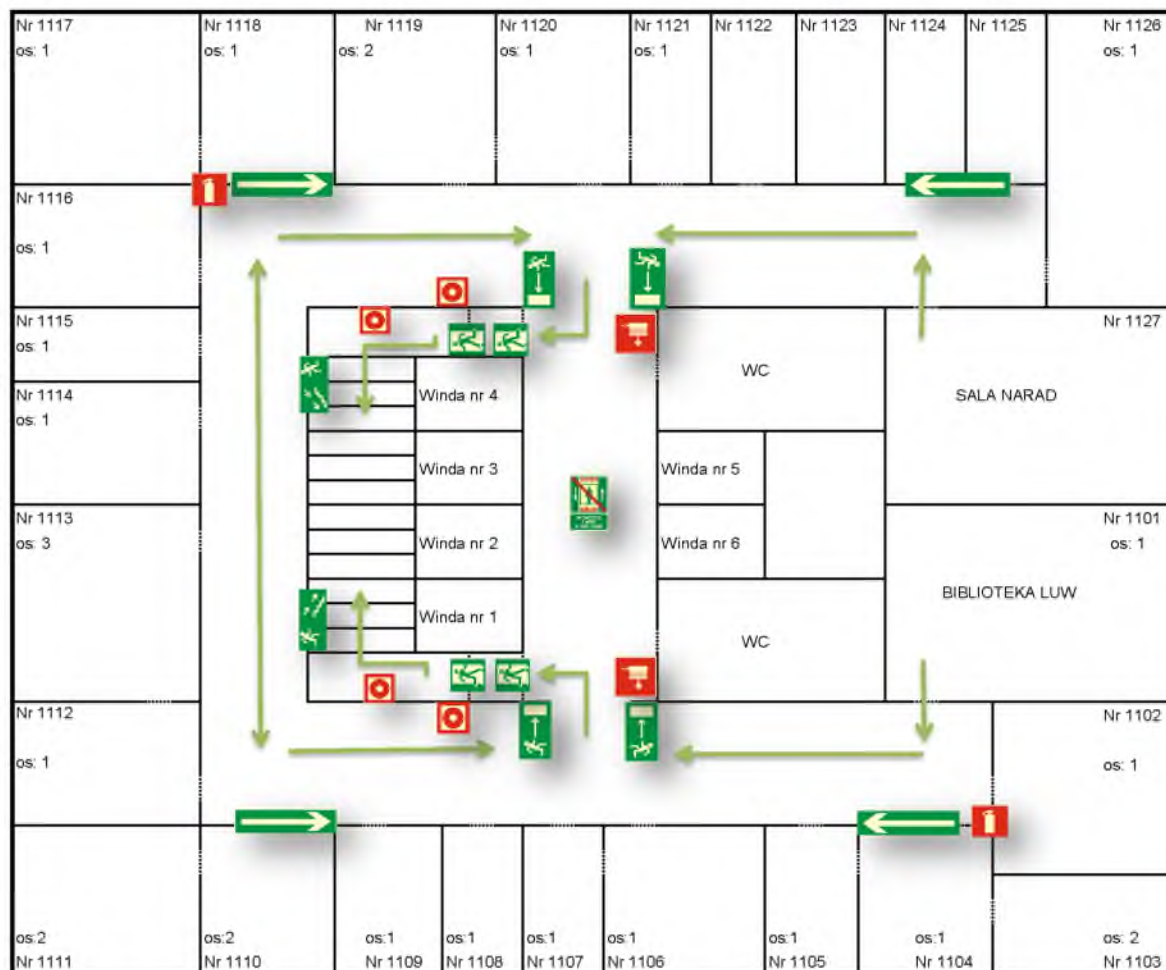 Nr 1117 Nr 1118 Nr 1119 Nr 1120 Nr 1121 Nr 1122 Nr 1123 Nr 1124 Nr 1125 Nr 1126
os: 1 os: 1 os: 2 os: 1 os: 1 os: 1
Nr 1116
os: 1
Nr 1115 Nr 1127
os: 1
WC
Nr 1114 Winda nr 4 SALA NARAD
os: 1
Winda nr 3 Winda nr 5
Nr 1113 Nr 1101
os: 3 Winda nr 2 Winda nr 6 os: 1
BIBLIOTEKA LUW
Winda nr 1
WC
Nr 1112 Nr 1102
os: 1 os: 1
os:2 os:2 os:1 os:1 os:1 os:1 os:1 os:1 os: 2
Nr 1111 Nr 1110 Nr 1109 Nr 1108 Nr 1107 Nr 1106 Nr 1105 Nr 1104 Nr 1103